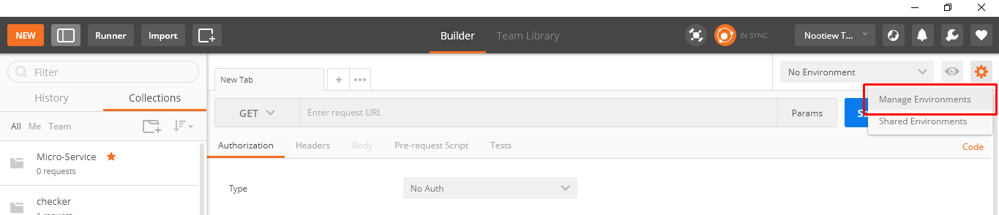 NEW Runner Import Builder Team Library IN SYNC Nootiew T...
Filter
History Collections
All Me Team
Micro-Service
0 requests
checker
1 request
New Tab + •••
No Environment
Manage Environments
Shared Environments
GET Enter request URL Params
Authorization Headers Body Pre-request Script Tests Code
Type No Auth